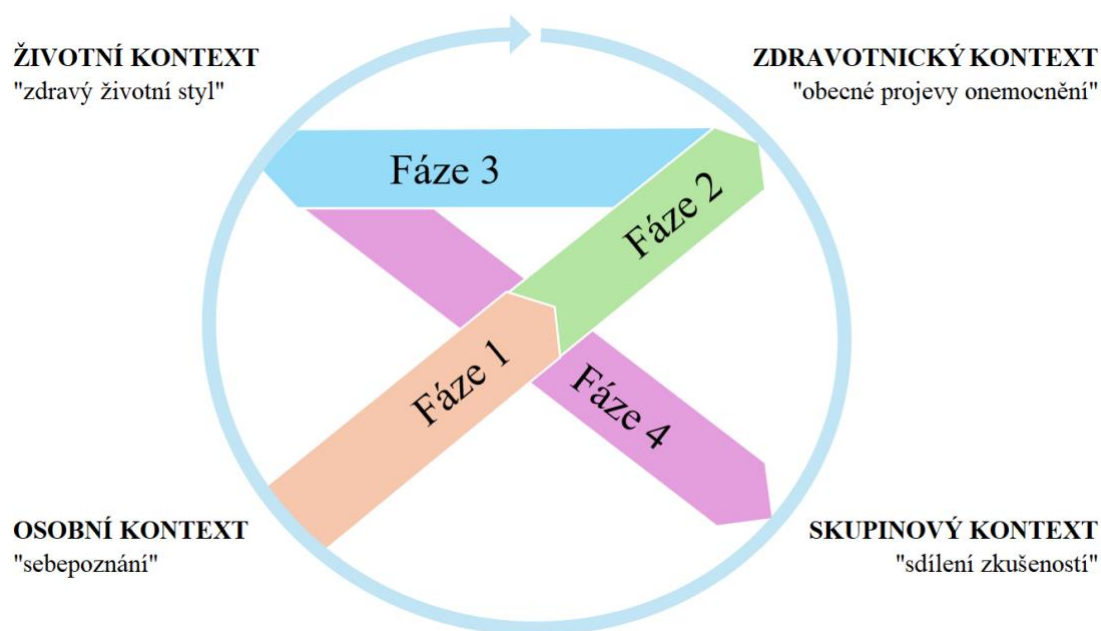 ŽIVOTNÍ KONTEXT
"zdravý životní styl"
ZDRAVOTNICKÝ KONTEXT
"obecné projevy onemocnění"
Fáze 3
Fáze 2
Fáze 1
Fáze 4
OSOBNÍ KONTEXT
"sebepoznání"
SKUPINOVÝ KONTEXT
"sdílení zkušeností"